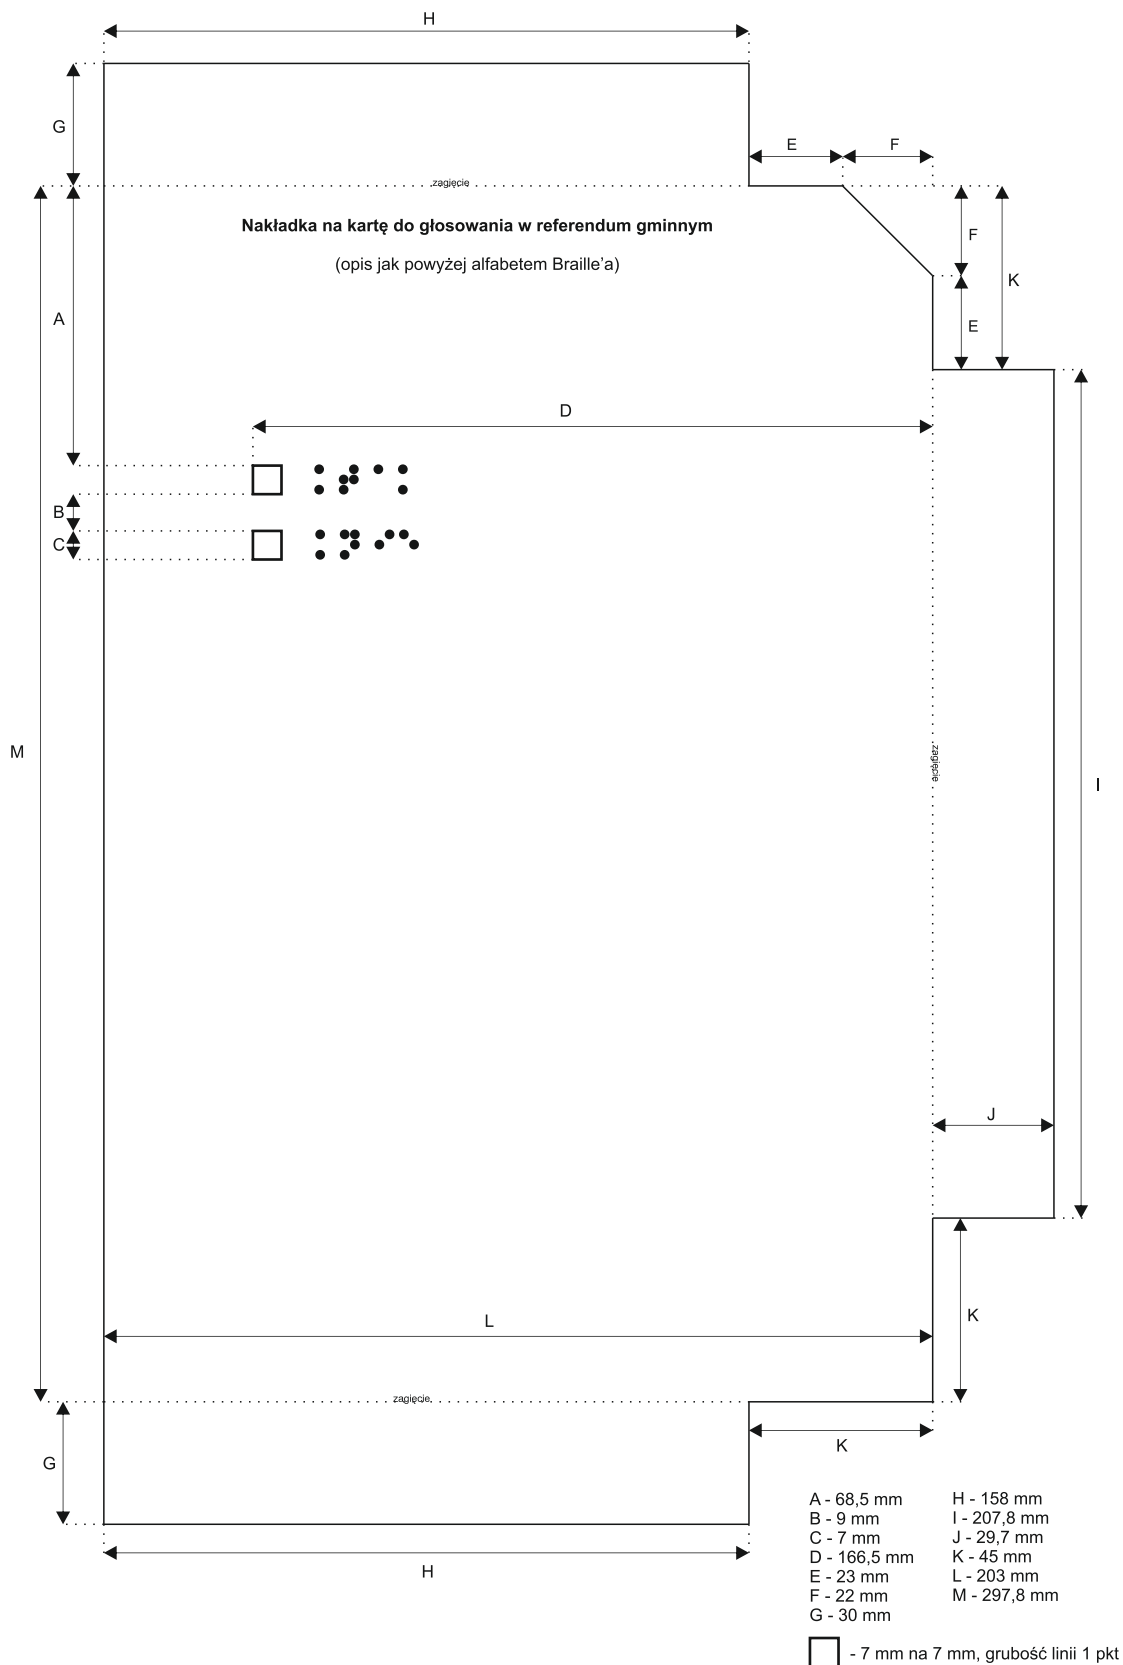 H
G
E
F
zagięcie
Nakładka na kartę do głosowania w referendum gminnym
F
(opis jak powyżej alfabetem Braille’a)
K
A
E
D
B
C
M
zagięcie
I
J
L
K
zagięcie
K
G
H
A - 68,5 mm
B - 9 mm
C - 7 mm
D - 166,5 mm
E - 23 mm
F - 22 mm
G - 30 mm
H - 158 mm
I - 207,8 mm
J - 29,7 mm
K - 45 mm
L - 203 mm
M - 297,8 mm
- 7 mm na 7 mm, grubość linii 1 pkt